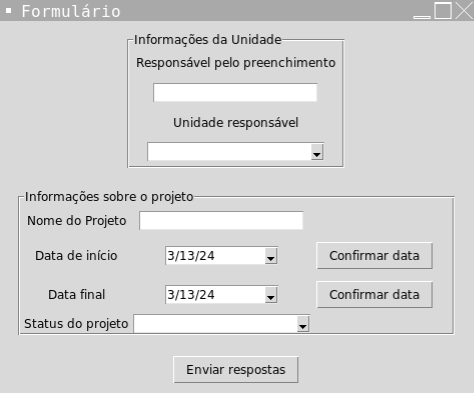 Formulário
Informações da Unidade
Responsável pelo preenchimento
Unidade responsável
Informações sobre o projeto
Nome do Projeto
Data de início 3/13/24 Confirmar data
Data final 3/13/24 Confirmar data
Status do projeto
Enviar respostas